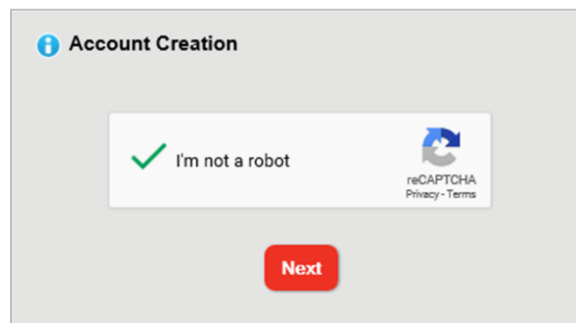 Account Creation
I'm not a robot
reCAPTCHA
Privacy - Terms
Next